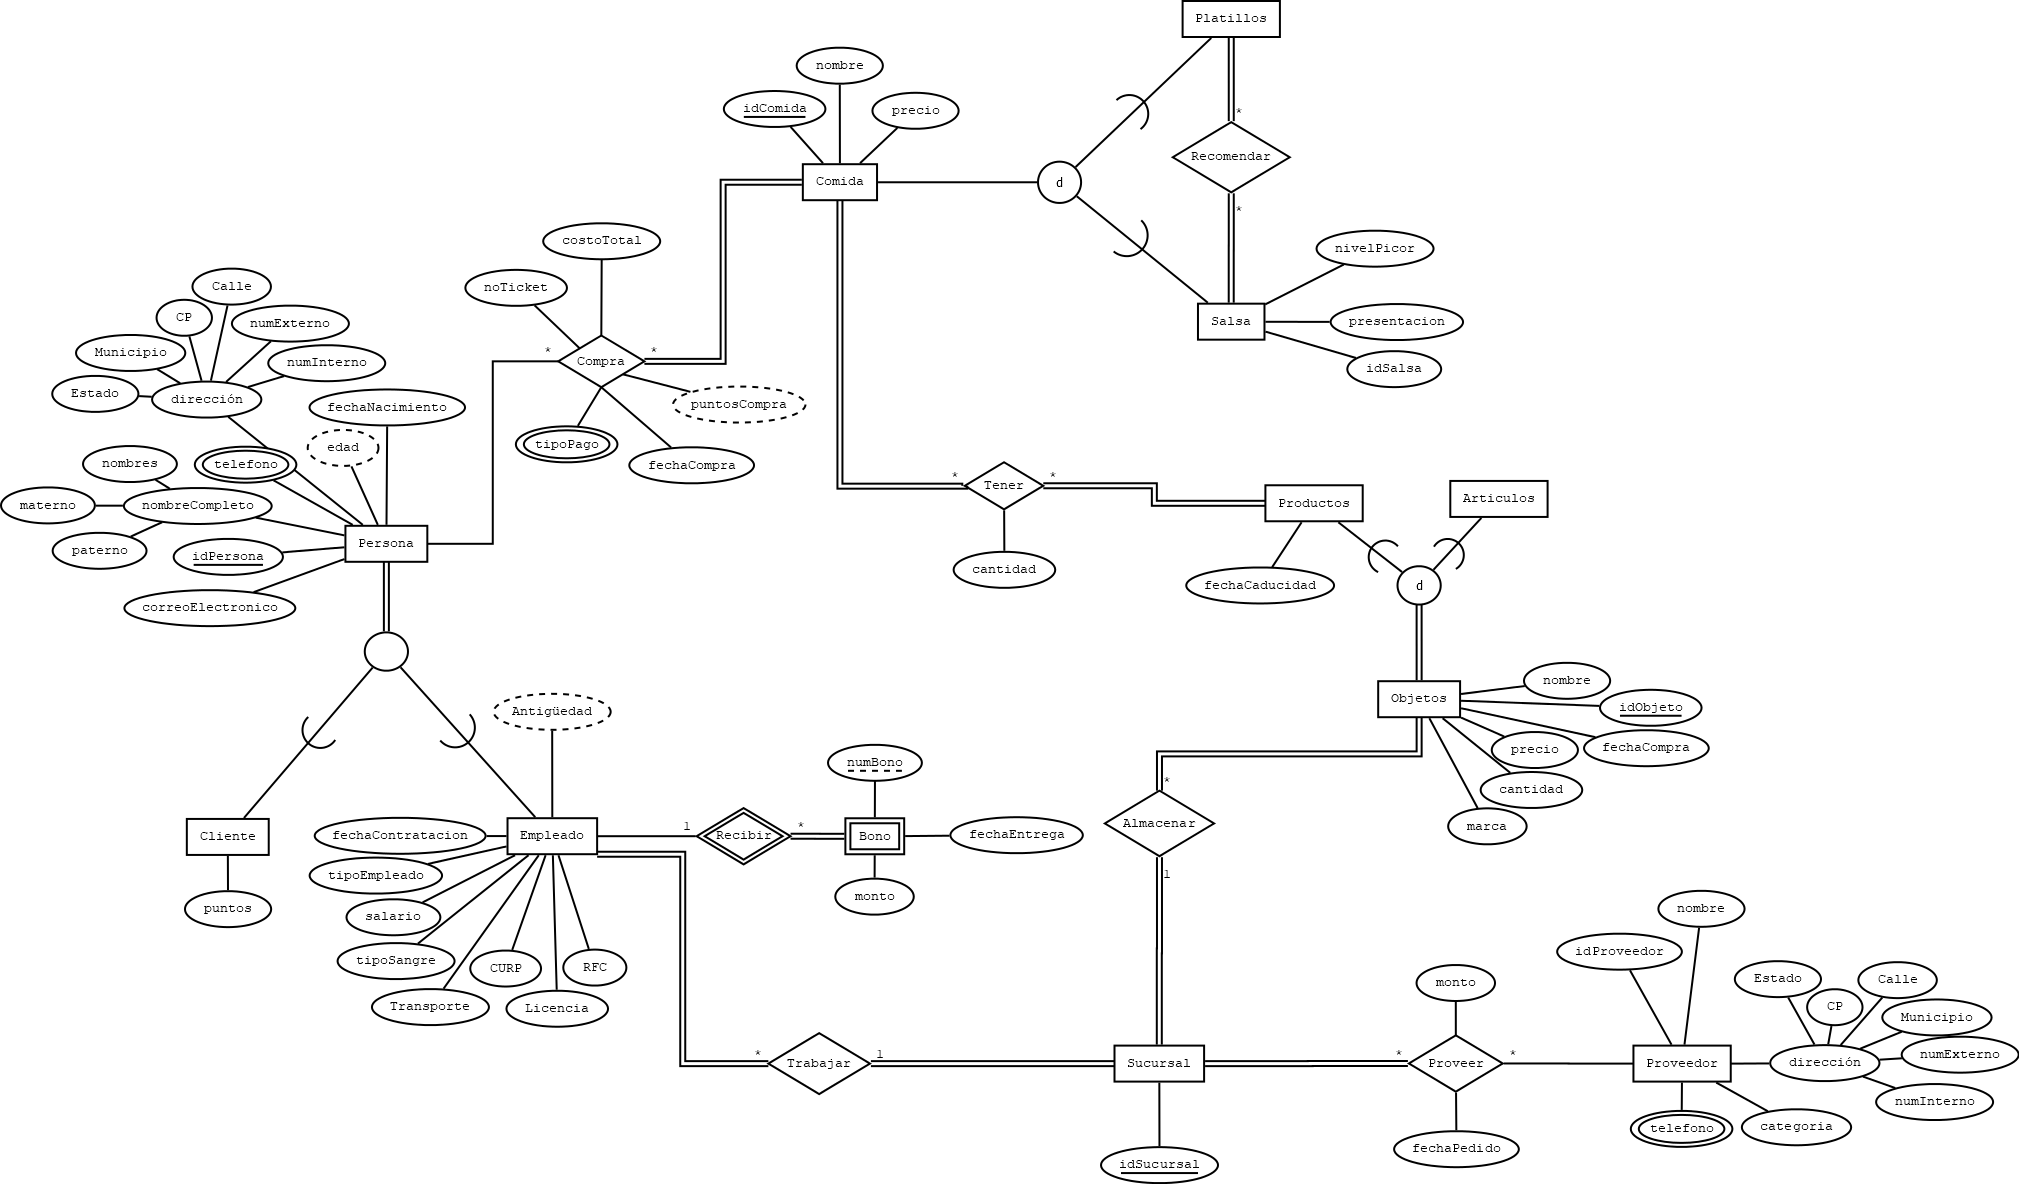 Platillos
nombre
idComida
precio
*
Recomendar
Comida
d
*
costoTotal
nivelPicor
noTicket
Calle
CP
numExterno
Salsa
presentacion
Municipio
numInterno
*
*
Compra
idSalsa
Estado
dirección
fechaNacimiento
puntosCompra
edad
tipoPago
nombres
telefono
fechaCompra
*
*
Tener
Productos
Articulos
materno
nombreCompleto
paterno
idPersona
Persona
cantidad
fechaCaducidad
d
correoElectronico
nombre
Objetos
idObjeto
Antigüedad
precio
fechaCompra
numBono
*
cantidad
Cliente
fechaContratacion
Empleado
1
Recibir
*
Bono
fechaEntrega
Almacenar
marca
tipoEmpleado
1
puntos
salario
monto
nombre
tipoSangre
CURP
RFC
idProveedor
monto
Estado
Calle
Transporte
Licencia
CP
Municipio
*
Trabajar
1
Sucursal
*
Proveer
*
Proveedor
dirección
numExterno
numInterno
telefono
categoria
fechaPedido
idSucursal